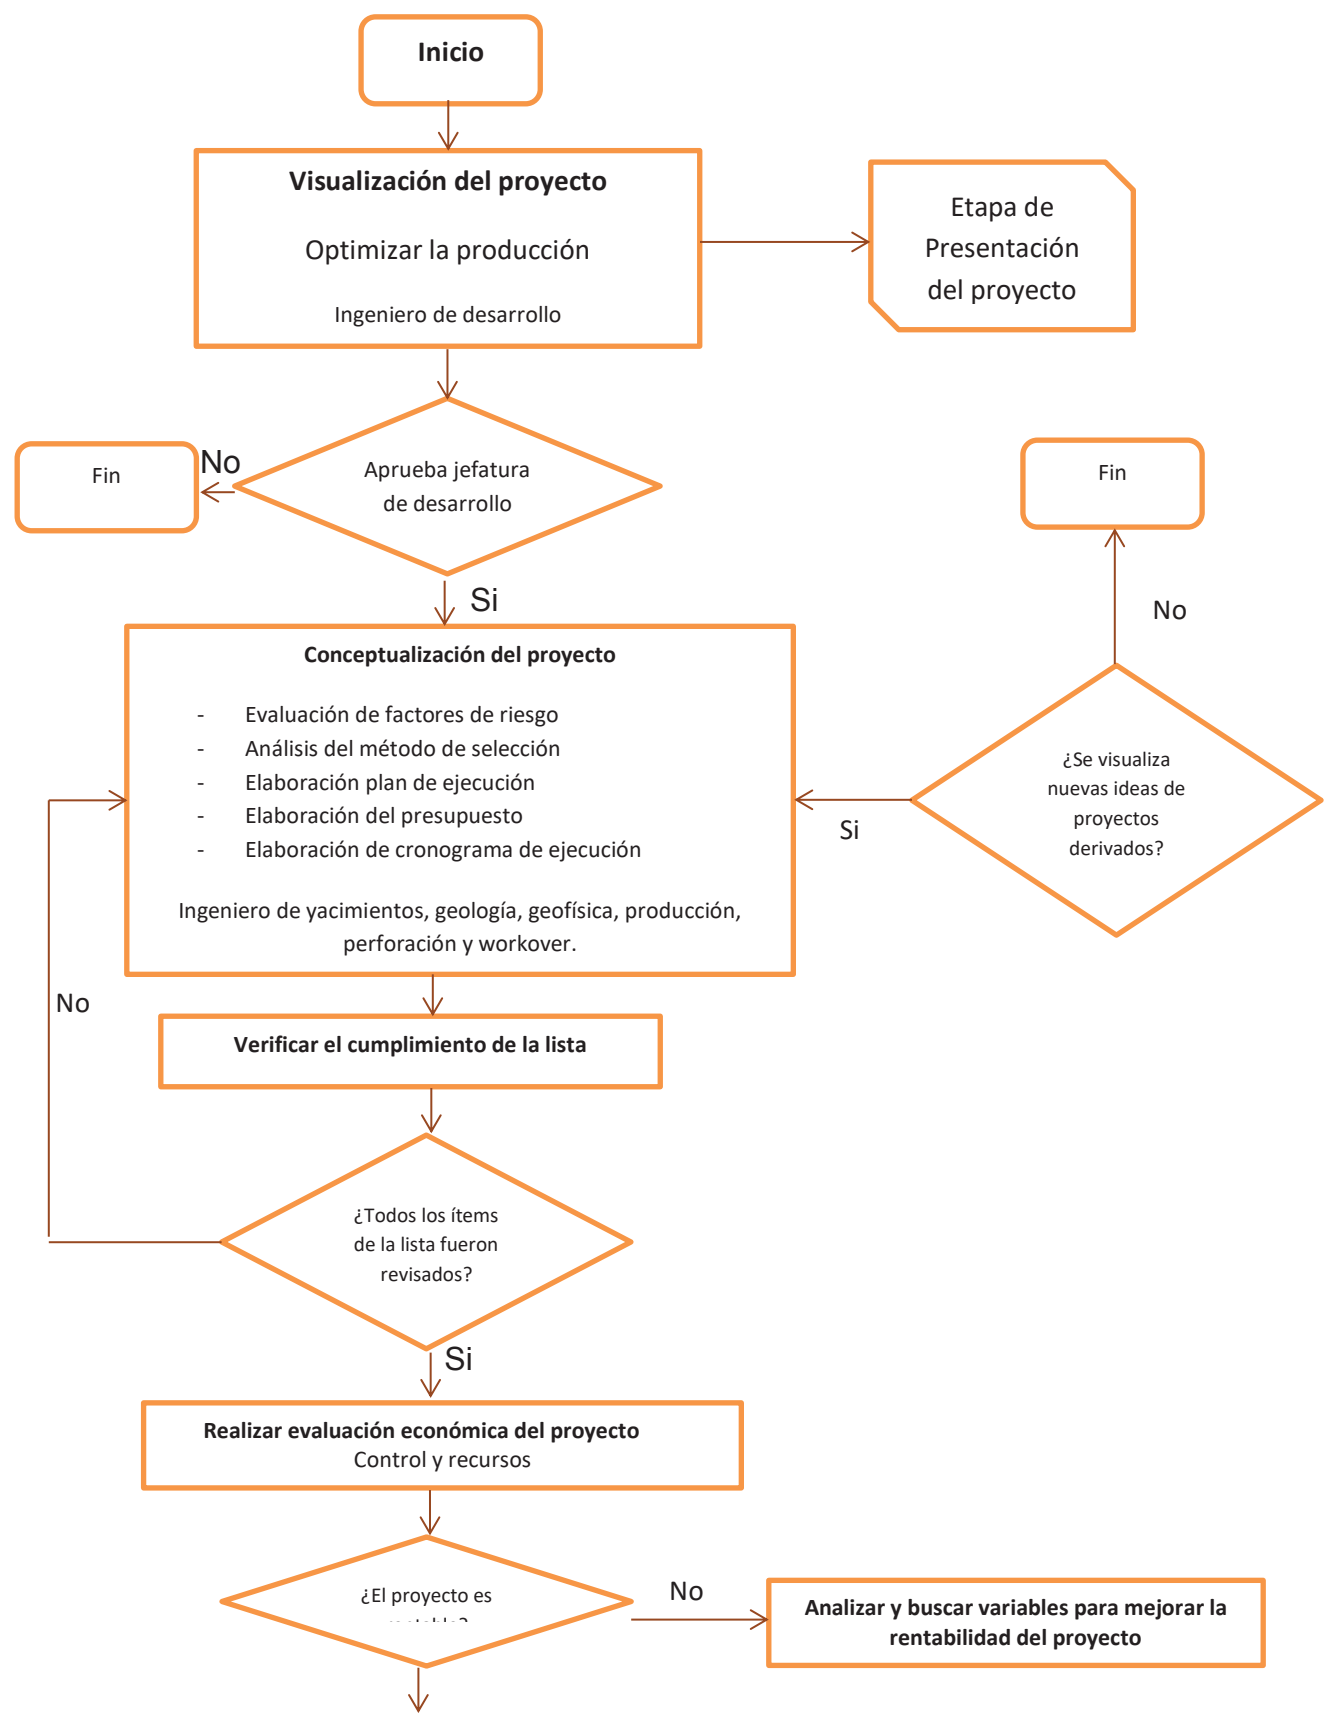 Inicio
Visualización del proyecto
Optimizar la producción
Ingeniero de desarrollo
Etapa de
Presentación
del proyecto
Aprueba jefatura
de desarrollo
No
Fin
Si
Fin
No
¿Se visualiza
nuevas ideas de
proyectos
derivados?
Si
Conceptualización del proyecto
- Evaluación de factores de riesgo
- Análisis del método de selección
- Elaboración plan de ejecución
- Elaboración del presupuesto
- Elaboración de cronograma de ejecución
Ingeniero de yacimientos, geología, geofísica, producción,
perforación y workover.
No
Verificar el cumplimiento de la lista
¿Todos los ítems
de la lista fueron
revisados?
Si
Realizar evaluación económica del proyecto
Control y recursos
¿El proyecto es
No
Analizar y buscar variables para mejorar la
rentabilidad del proyecto